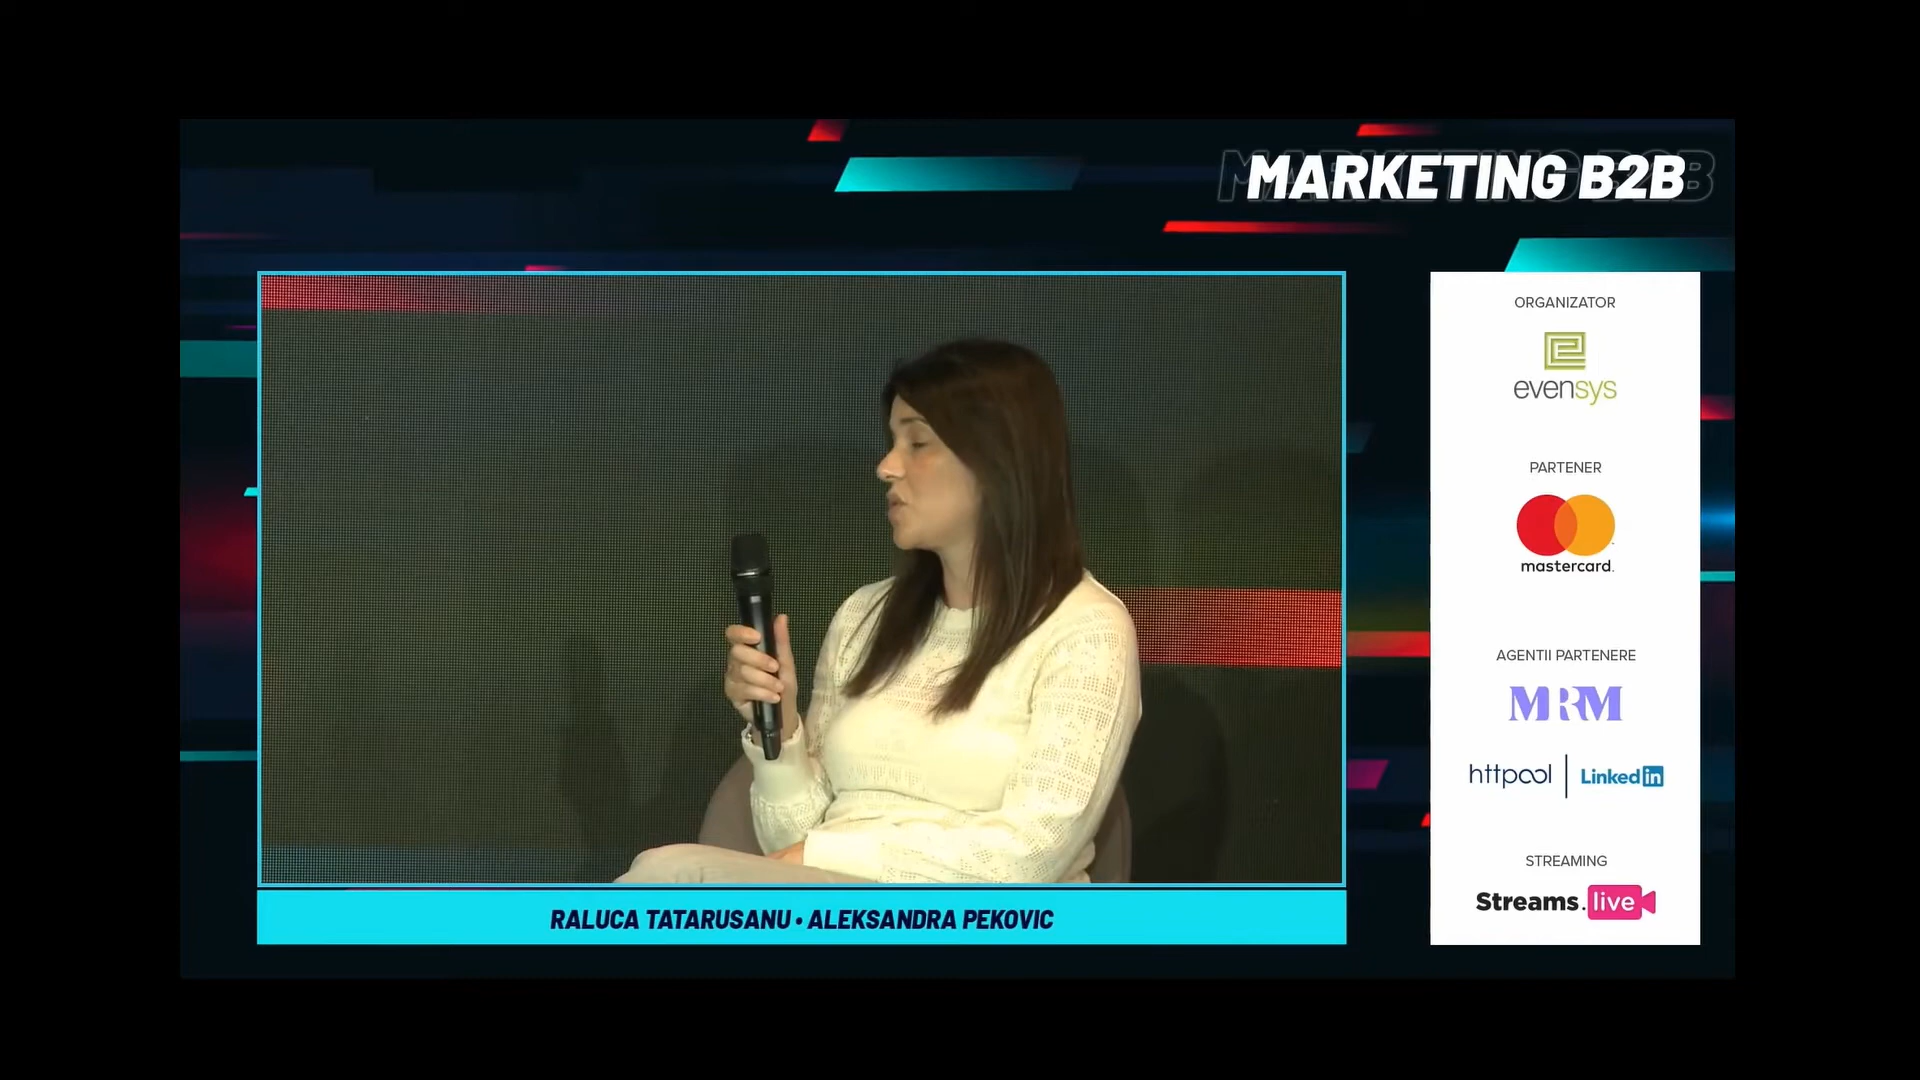 MARKETING B2B
ORGANIZATOR
evensys
PARTENER
mastercard.
AGENTII PARTENERE
MRM
httpool | Linked in
STREAMING
Streams.live
RALUCA TATARUSANU • ALEKSANDRA PEKOVIC